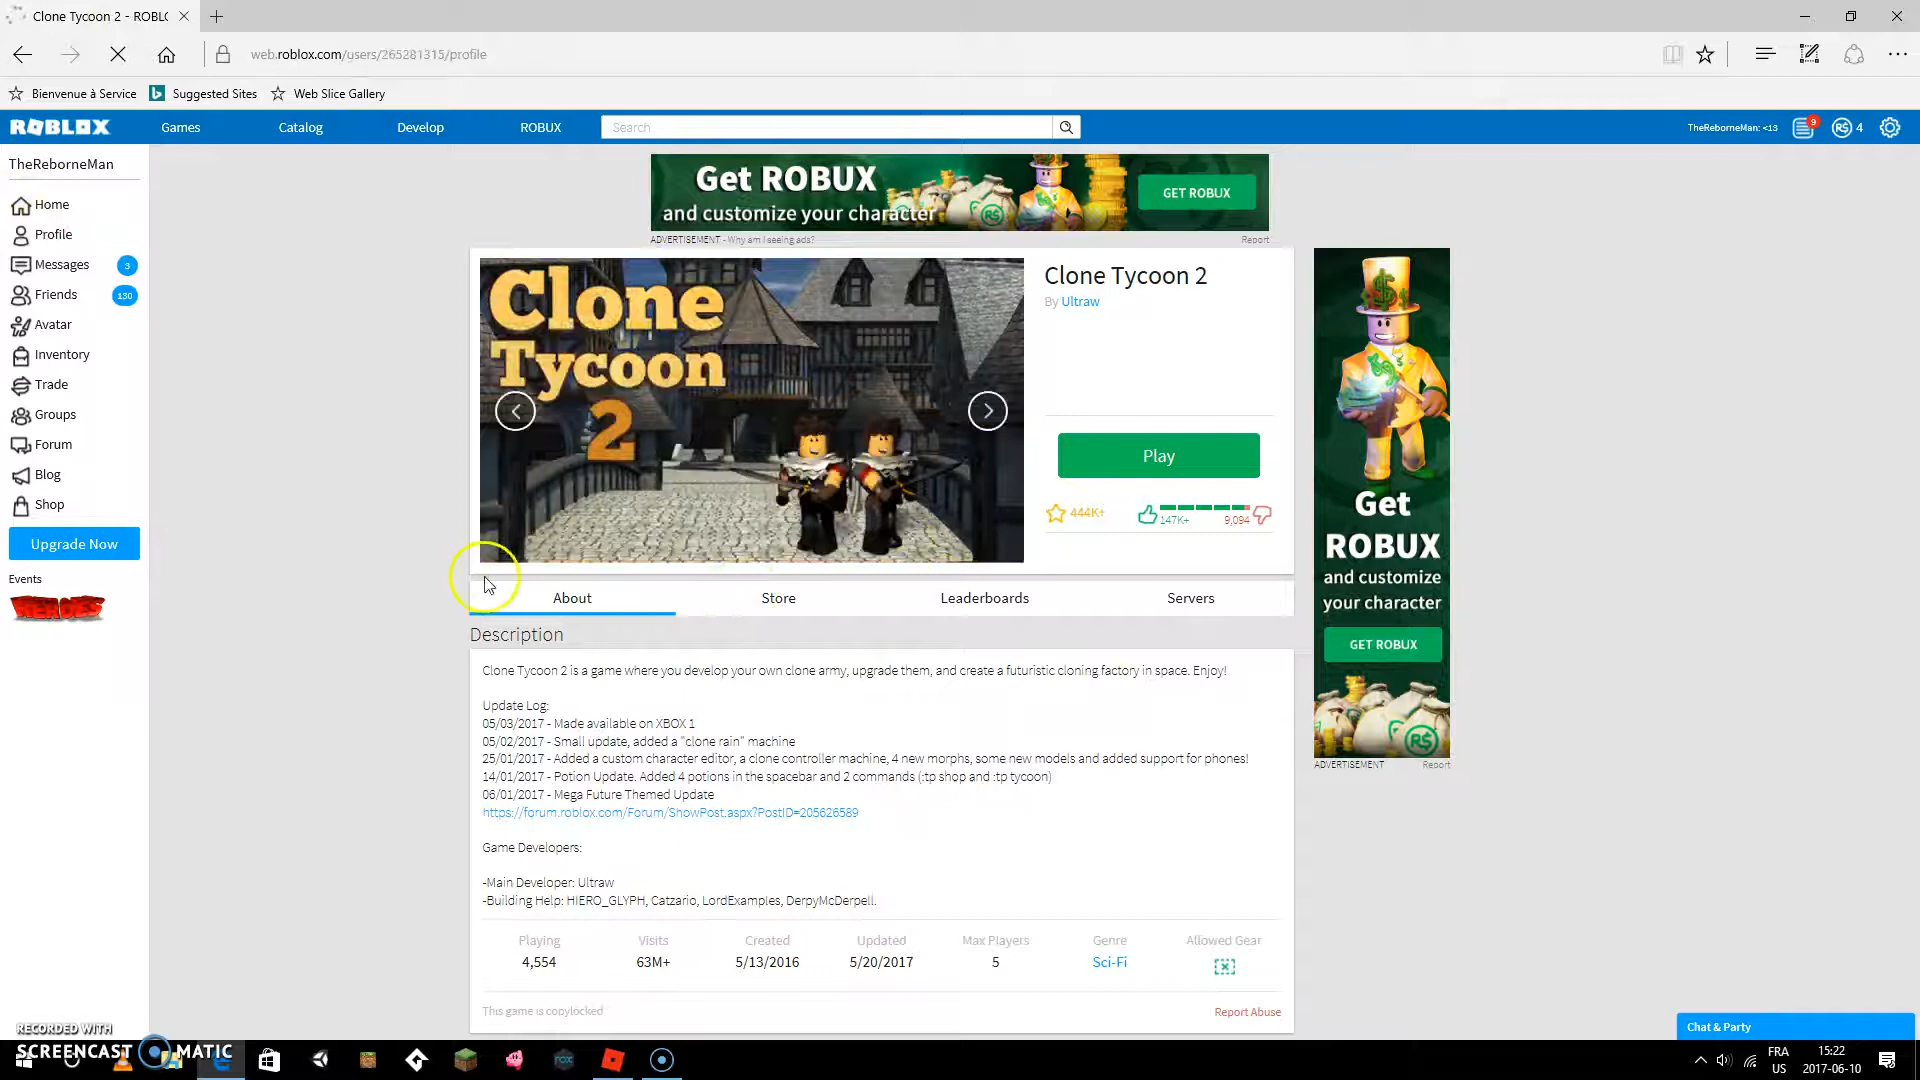 Clone Tycoon 2 - ROBLO
web.roblox.com/users/265281315/profile
Bienvenue à Service
Suggested Sites
Web Slice Gallery
ROBLOX
Games
Catalog
Develop
ROBUX
Search
TheReborneMan: <13
9
R$ 4
TheReborneMan
Home
Profile
Messages 3
Friends 130
Avatar
Inventory
Trade
Groups
Forum
Blog
Shop
Upgrade Now
Events
HEROES
Get ROBUX
and customize your character
GET ROBUX
ADVERTISEMENT - Why am I seeing ads?
Report
Clone
Tycoon
2
Clone Tycoon 2
By Ultraw
Play
444K+
147K+
9,094
About
Store
Leaderboards
Servers
Description
Clone Tycoon 2 is a game where you develop your own clone army, upgrade them, and create a futuristic cloning factory in space. Enjoy!
Update Log:
05/03/2017 - Made available on XBOX 1
05/02/2017 - Small update, added a "clone rain" machine
25/01/2017 - Added a custom character editor, a clone controller machine, 4 new morphs, some new models and added support for phones!
14/01/2017 - Potion Update. Added 4 potions in the spacebar and 2 commands (:tp shop and :tp tycoon)
06/01/2017 - Mega Future Themed Update
https://forum.roblox.com/Forum/ShowPost.aspx?PostID=205626589
Game Developers:
-Main Developer: Ultraw
-Building Help: HIERO_GLYPH, Catzario, LordExamples, DerpyMcDerpell.
Playing
Visits
Created
Updated
Max Players
Genre
Allowed Gear
4,554
63M+
5/13/2016
5/20/2017
5
Sci-Fi
This game is copylocked
Report Abuse
Get
ROBUX
and customize
your character
GET ROBUX
R$
ADVERTISEMENT
Report
Chat & Party
RECORDED WITH
SCREENCAST MATIC
FRA
US
15:22
2017-06-10